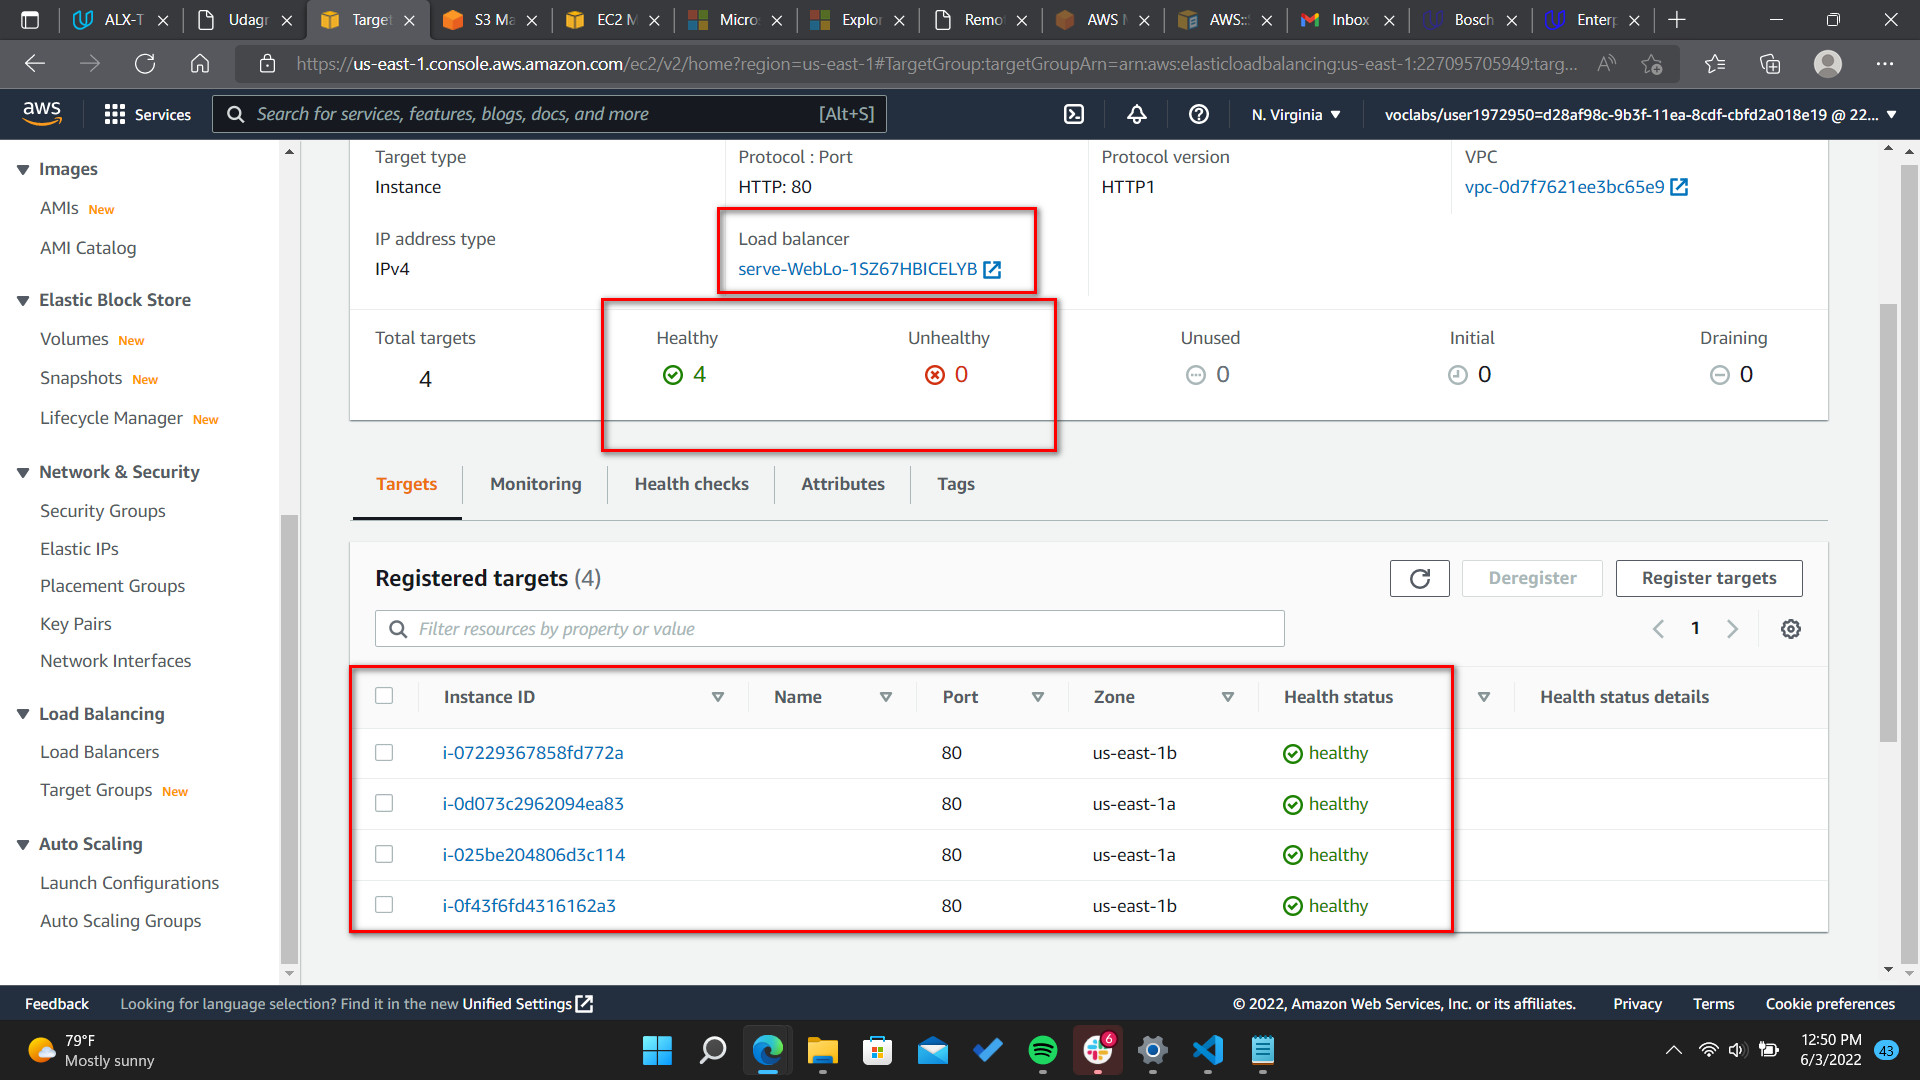 ALX-T
Udagr
Target
S3 Ma
EC2 M
Micro
Explor
Remo
AWS M
AWS::
Inbox
Bosch
Enterp
https://us-east-1.console.aws.amazon.com/ec2/v2/home?region=us-east-1#TargetGroup:targetGroupArn=arn:aws:elasticloadbalancing:us-east-1:227095705949:targ...
aws
Services
Search for services, features, blogs, docs, and more
[Alt+S]
N. Virginia
voclabs/user1972950=d28af98c-9b3f-11ea-8cdf-cbfd2a018e19 @ 22...
Images
AMIs New
AMI Catalog
Elastic Block Store
Volumes New
Snapshots New
Lifecycle Manager New
Network & Security
Security Groups
Elastic IPs
Placement Groups
Key Pairs
Network Interfaces
Load Balancing
Load Balancers
Target Groups New
Auto Scaling
Launch Configurations
Auto Scaling Groups
Target type
Instance
Protocol : Port
HTTP: 80
Protocol version
HTTP1
VPC
vpc-0d7f7621ee3bc65e9
IP address type
IPv4
Load balancer
serve-WebLo-1SZ67HBICELYB
Total targets
4
Healthy
4
Unhealthy
0
Unused
0
Initial
0
Draining
0
Targets
Monitoring
Health checks
Attributes
Tags
Registered targets (4)
Deregister
Register targets
Filter resources by property or value
1
Instance ID Name Port Zone Health status Health status details
i-07229367858fd772a 80 us-east-1b healthy
i-0d073c2962094ea83 80 us-east-1a healthy
i-025be204806d3c114 80 us-east-1a healthy
i-0f43f6fd4316162a3 80 us-east-1b healthy
Feedback
Looking for language selection? Find it in the new Unified Settings
© 2022, Amazon Web Services, Inc. or its affiliates.
Privacy
Terms
Cookie preferences
79°F
Mostly sunny
6
12:50 PM
6/3/2022
43